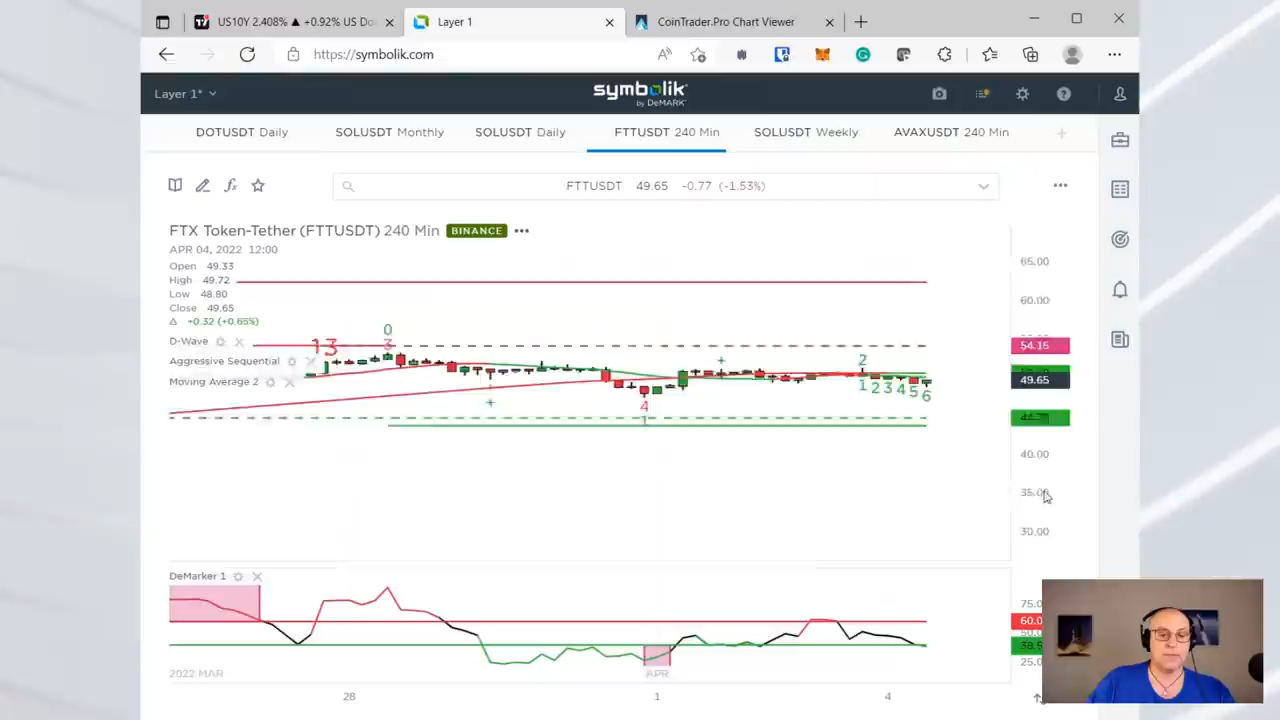 US10Y 2.408% ▲ +0.92% US Do
Layer 1
CoinTrader.Pro Chart Viewer
https://symbolik.com
Layer 1*
symbolik
by DeMARK
DOTUSDT Daily
SOLUSDT Monthly
SOLUSDT Daily
FTTUSDT 240 Min
SOLUSDT Weekly
AVAXUSDT 240 Min
FTTUSDT 49.65 -0.77 (-1.53%)
FTX Token-Tether (FTTUSDT) 240 Min BINANCE
APR 04, 2022 12:00
Open 49.33
High 49.72
Low 48.80
Close 49.65
Δ +0.32 (+0.65%)
D-Wave
Aggressive Sequential
Moving Average 2
13
0
3
4
1
2
1 2 3 4 5 6
65.00
60.00
54.15
49.65
40.00
35.00
30.00
DeMarker 1
75.0
60.0
50.0
38.9
25.0
2022 MAR
APR
28
1
4